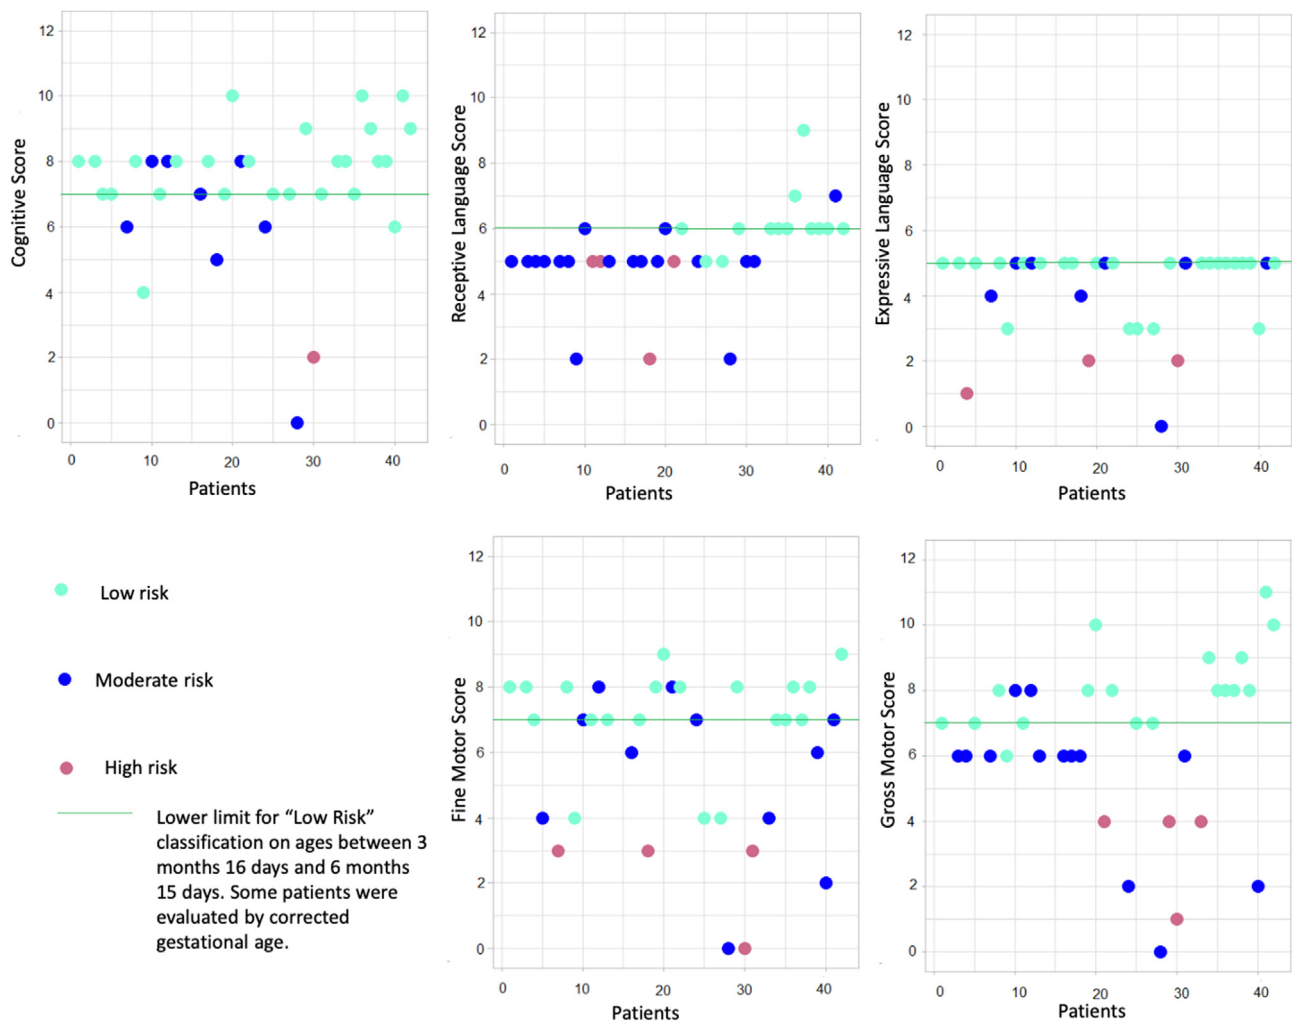 12
10
8
6
4
2
0
Cognitive Score
0 10 20 30 40
Patients
12
10
8
6
4
2
0
Receptive Language Score
0 10 20 30 40
Patients
12
10
8
6
4
2
0
Expressive Language Score
0 10 20 30 40
Patients
Low risk
Moderate risk
High risk
Lower limit for “Low Risk”
classification on ages between 3
months 16 days and 6 months
15 days. Some patients were
evaluated by corrected
gestational age.
12
10
8
6
4
2
0
Fine Motor Score
0 10 20 30 40
Patients
12
10
8
6
4
2
0
Gross Motor Score
0 10 20 30 40
Patients